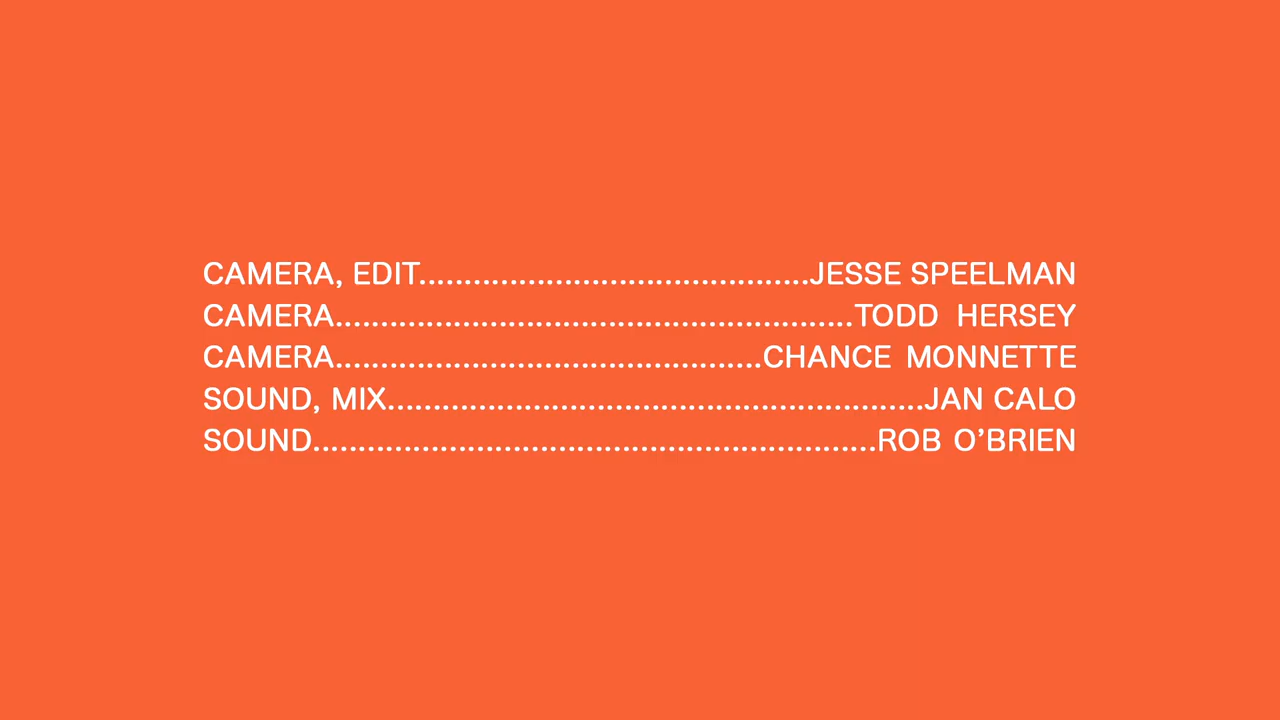 CAMERA, EDIT...........................................JESSE SPEELMAN
CAMERA.........................................................TODD HERSEY
CAMERA...............................................CHANCE MONNETTE
SOUND, MIX...........................................................JAN CALO
SOUND..............................................................ROB O’BRIEN